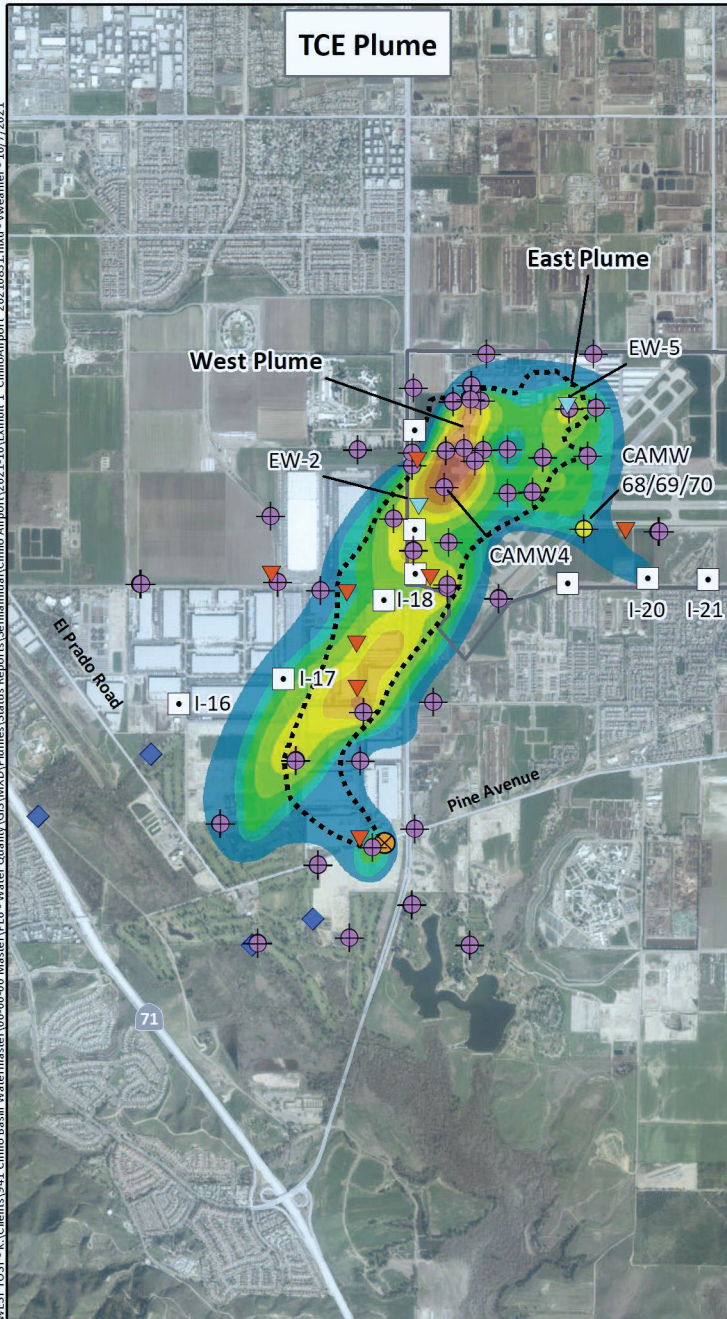 TCE Plume
East Plume
EW-5
West Plume
EW-2
CAMW
68/69/70
CAMW4
I-18
I-20
I-21
El Prado Road
I-17
I-16
Pine Avenue
71